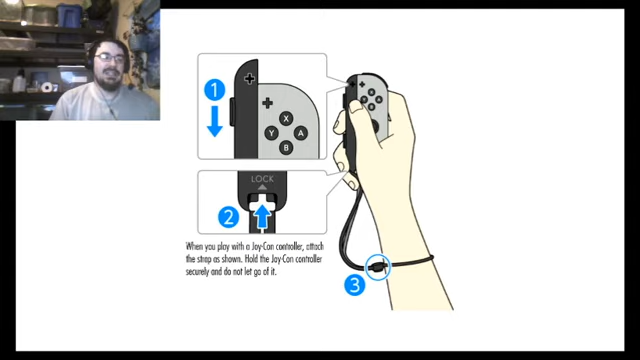 1
X
Y A
B
LOCK
2
When you play with a Joy-Con controller, attach
the strap as shown. Hold the Joy-Con controller
securely and do not let go of it.
3